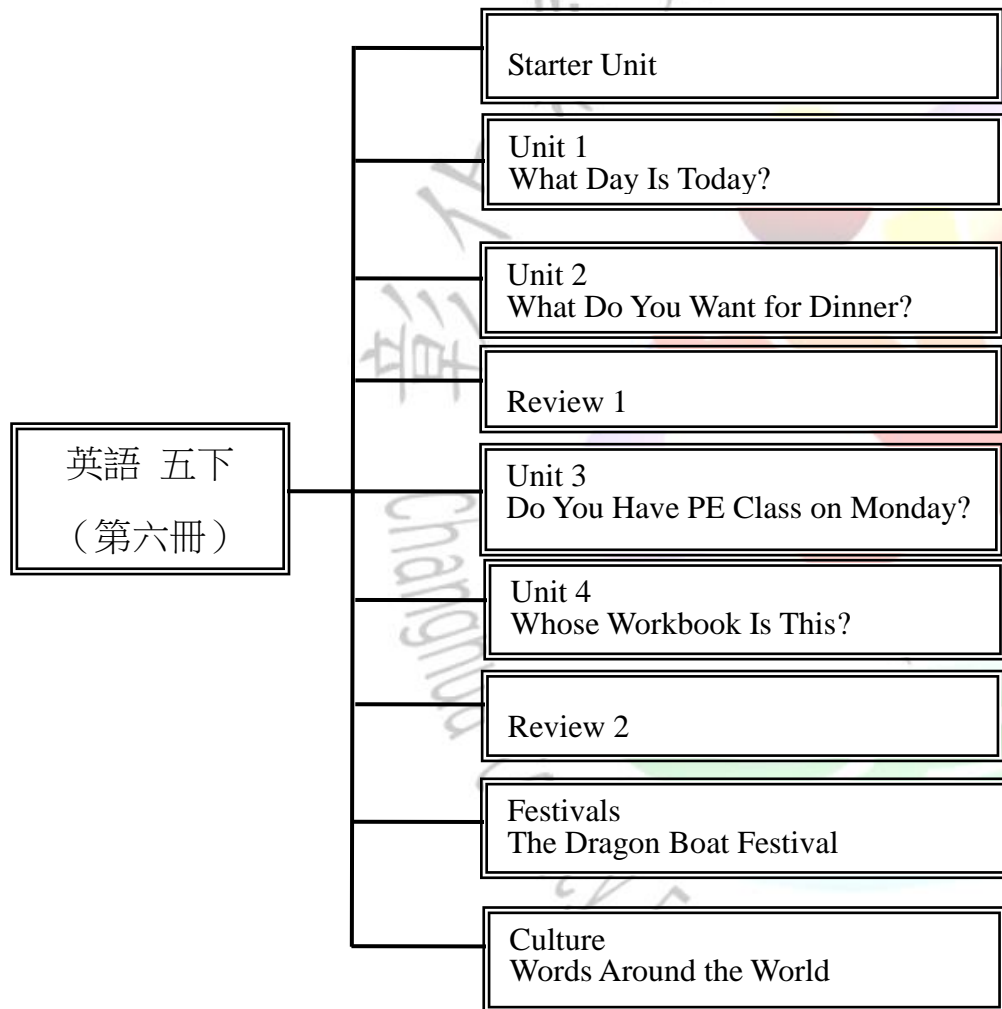 英語 五下
（第六冊）
Starter Unit
Unit 1
What Day Is Today?
Unit 2
What Do You Want for Dinner?
Review 1
Unit 3
Do You Have PE Class on Monday?
Unit 4
Whose Workbook Is This?
Review 2
Festivals
The Dragon Boat Festival
Culture
Words Around the World